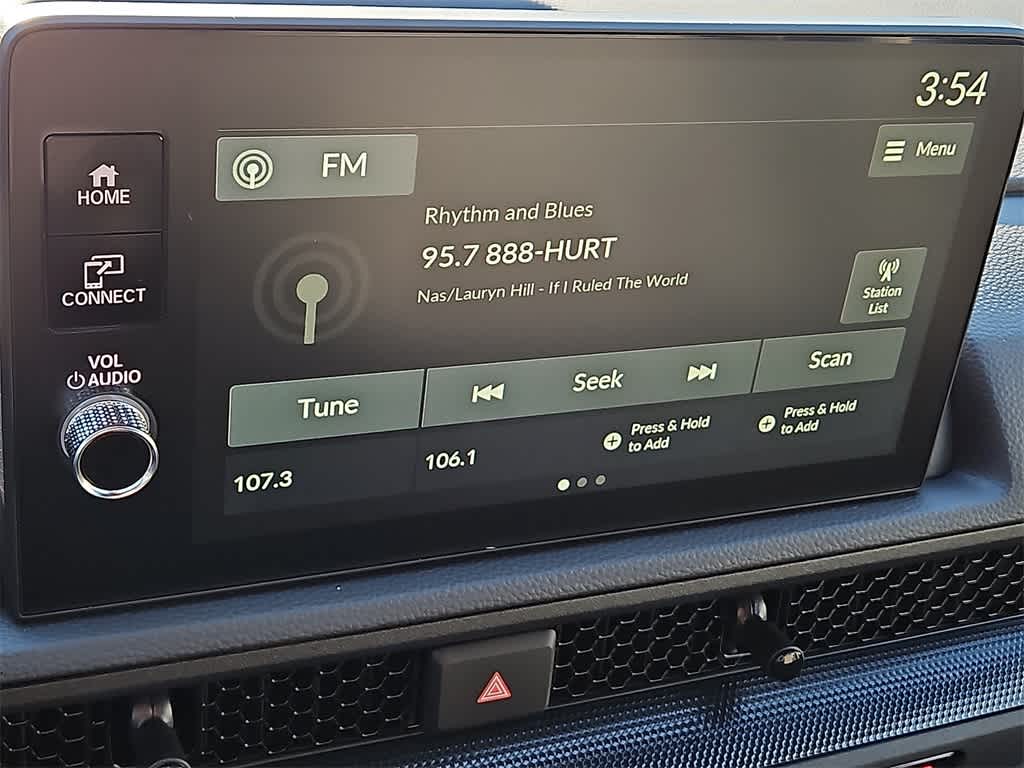 3:54
HOME
CONNECT
VOL
AUDIO
FM
Menu
Rhythm and Blues
95.7 888-HURT
Nas/Lauryn Hill - If I Ruled The World
Station
List
Tune
Seek
Scan
107.3
106.1
Press & Hold
to Add
Press & Hold
to Add